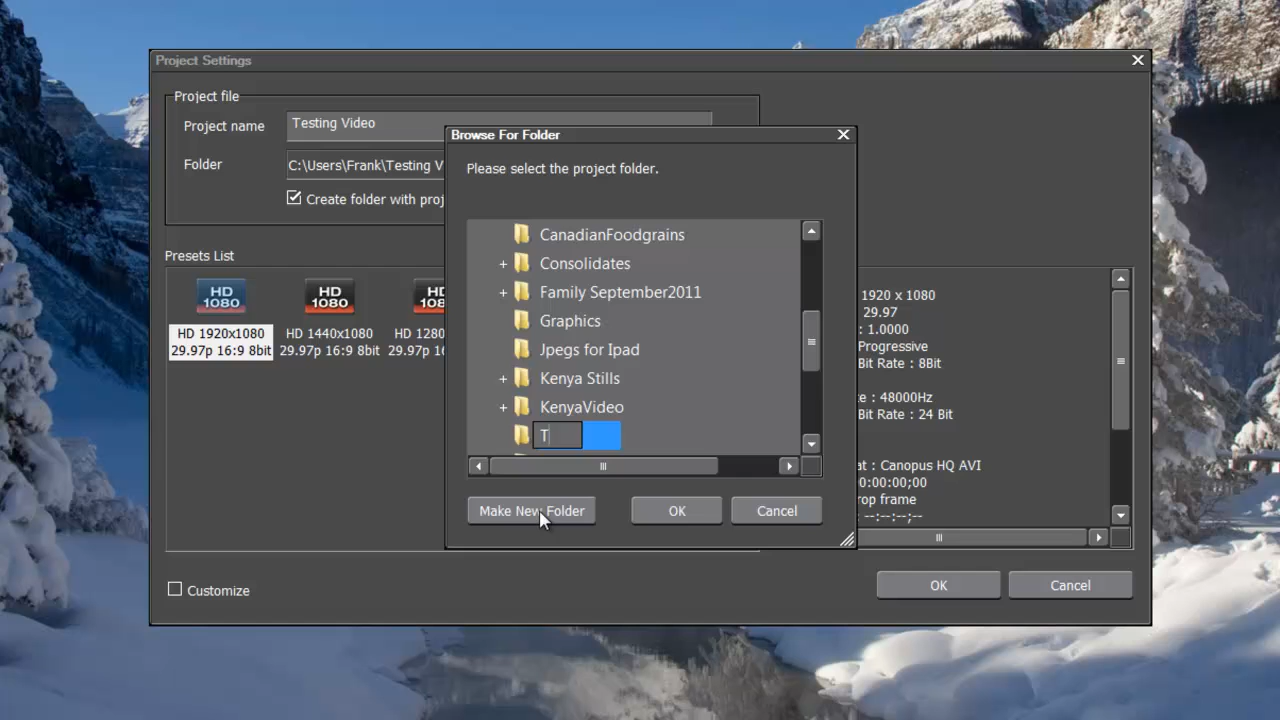 Project Settings
Project file
Project name Testing Video
Folder C:\Users\Frank\Testing V
Create folder with proj
Presets List
HD 1080
HD 1920x1080
29.97p 16:9 8bit
HD 1080
HD 1440x1080
29.97p 16:9 8bit
HD 1280
29.97p 16
Browse For Folder
Please select the project folder.
CanadianFoodgrains
+ Consolidates
+ Family September2011
Graphics
Jpegs for Ipad
+ Kenya Stills
+ KenyaVideo
T
Make New Folder
OK
Cancel
1920 x 1080
29.97
: 1.0000
Progressive
Bit Rate : 8Bit
e : 48000Hz
Bit Rate : 24 Bit
at : Canopus HQ AVI
:00:00;00
rop frame
: --:--:--;--
Customize
OK
Cancel